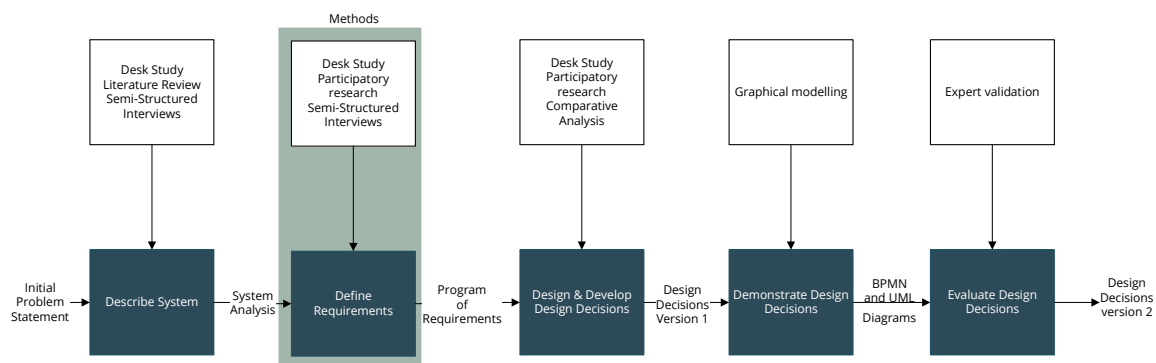 Methods
Desk Study
Literature Review
Semi-Structured
Interviews
Desk Study
Participatory
research
Semi-Structured
Interviews
Desk Study
Participatory
research
Comparative
Analysis
Graphical modelling
Expert validation
Initial
Problem
Statement
Describe System
System
Analysis
Define
Requirements
Program
of
Requirements
Design & Develop
Design Decisions
Design
Decisions
Version 1
Demonstrate Design
Decisions
BPMN
and UML
Diagrams
Evaluate Design
Decisions
Design
Decisions
version 2